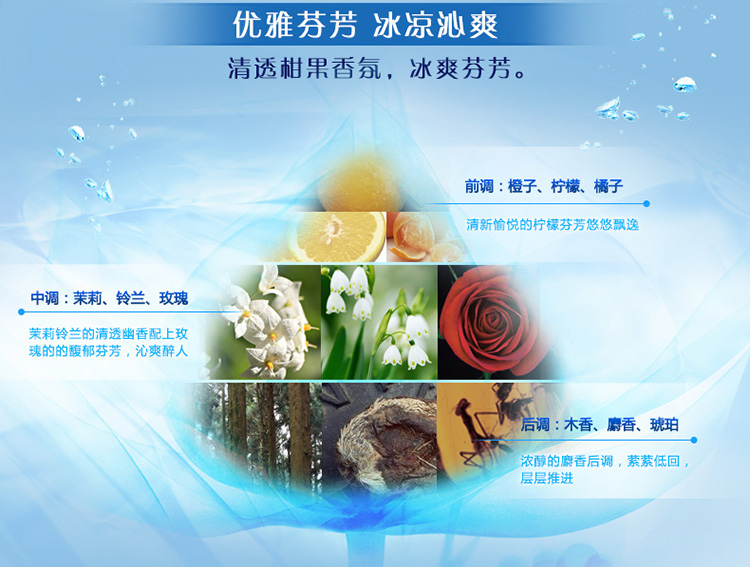 优雅芬芳 冰凉沁爽
清透柑果香氛，冰爽芬芳。
前调：橙子、柠檬、橘子
清新愉悦的柠檬芬芳悠悠飘逸
中调：茉莉、铃兰、玫瑰
茉莉铃兰的清透幽香配上玫
瑰的的馥郁芬芳，沁爽醉人
后调：木香、麝香、琥珀
浓醇的麝香后调，萦萦低回，
层层推进